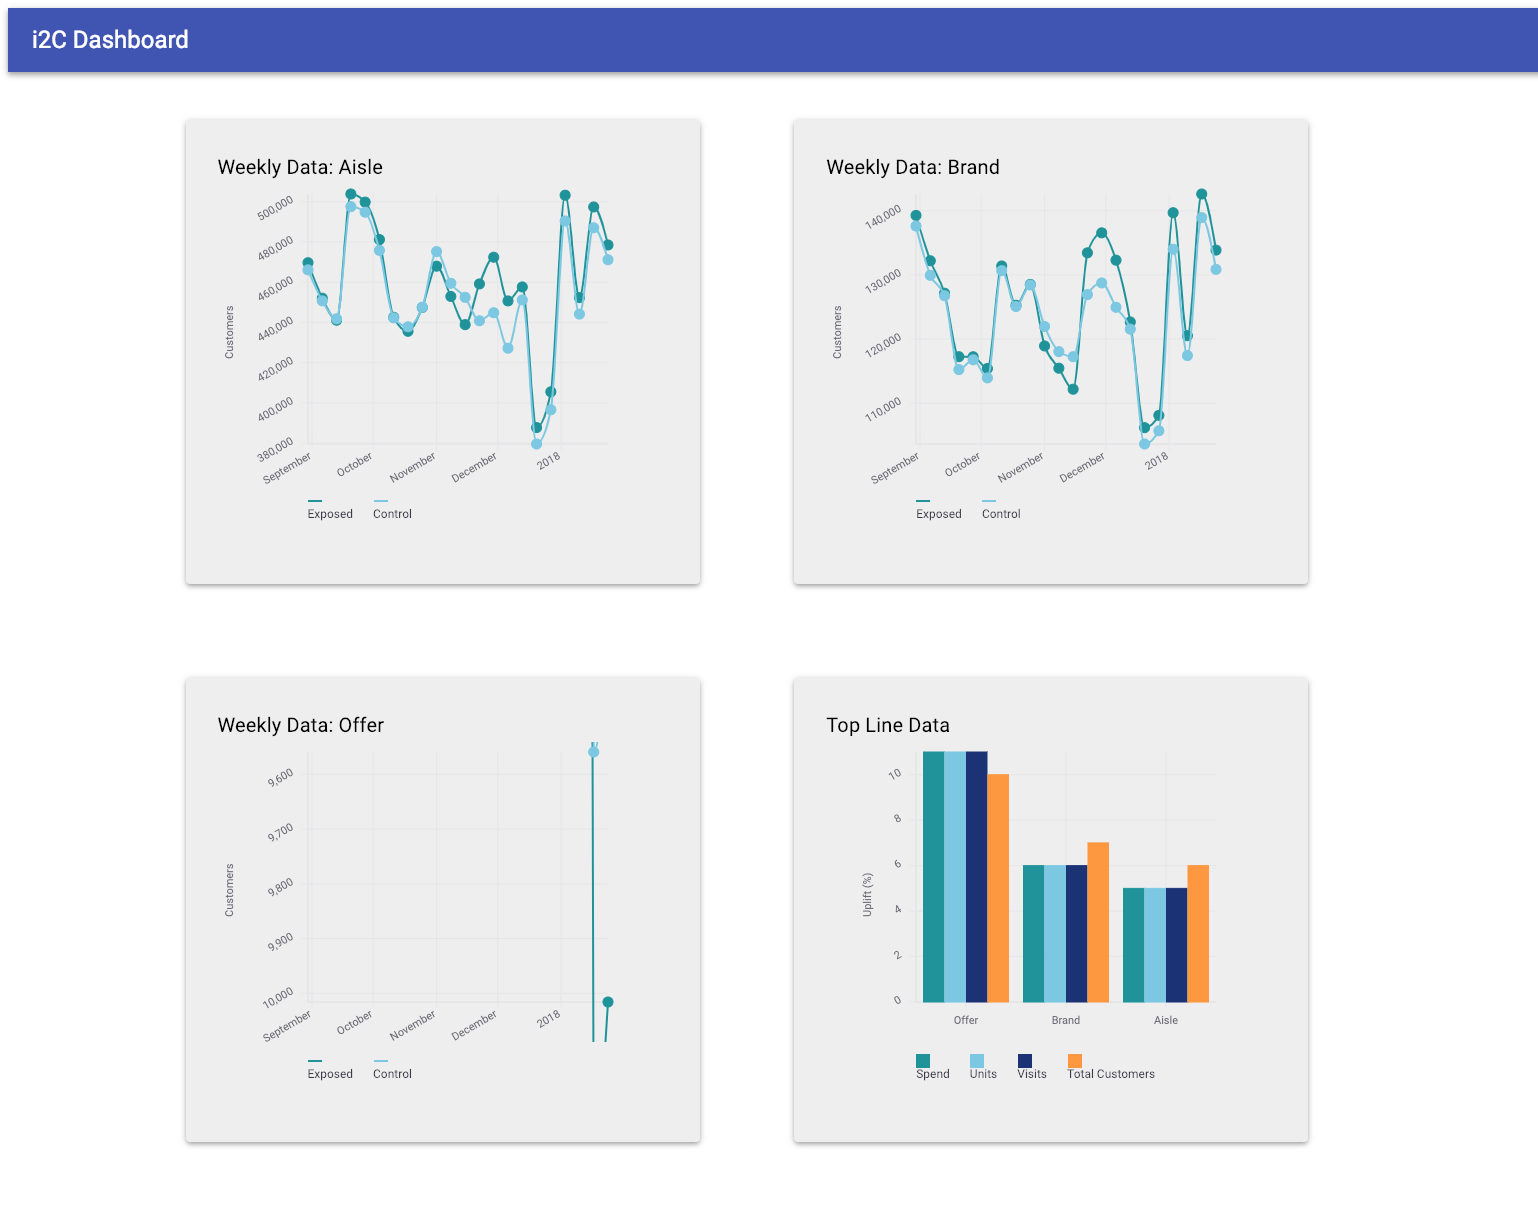 i2C Dashboard
Weekly Data: Aisle
500,000
480,000
460,000
440,000
420,000
400,000
380,000
Customers
September October November December 2018
Exposed Control
Weekly Data: Brand
140,000
130,000
120,000
110,000
Customers
September October November December 2018
Exposed Control
Weekly Data: Offer
9,600
9,700
9,800
9,900
10,000
Customers
September October November December 2018
Exposed Control
Top Line Data
10
8
6
4
2
0
Uplift (%)
Offer Brand Aisle
Spend Units Visits Total Customers